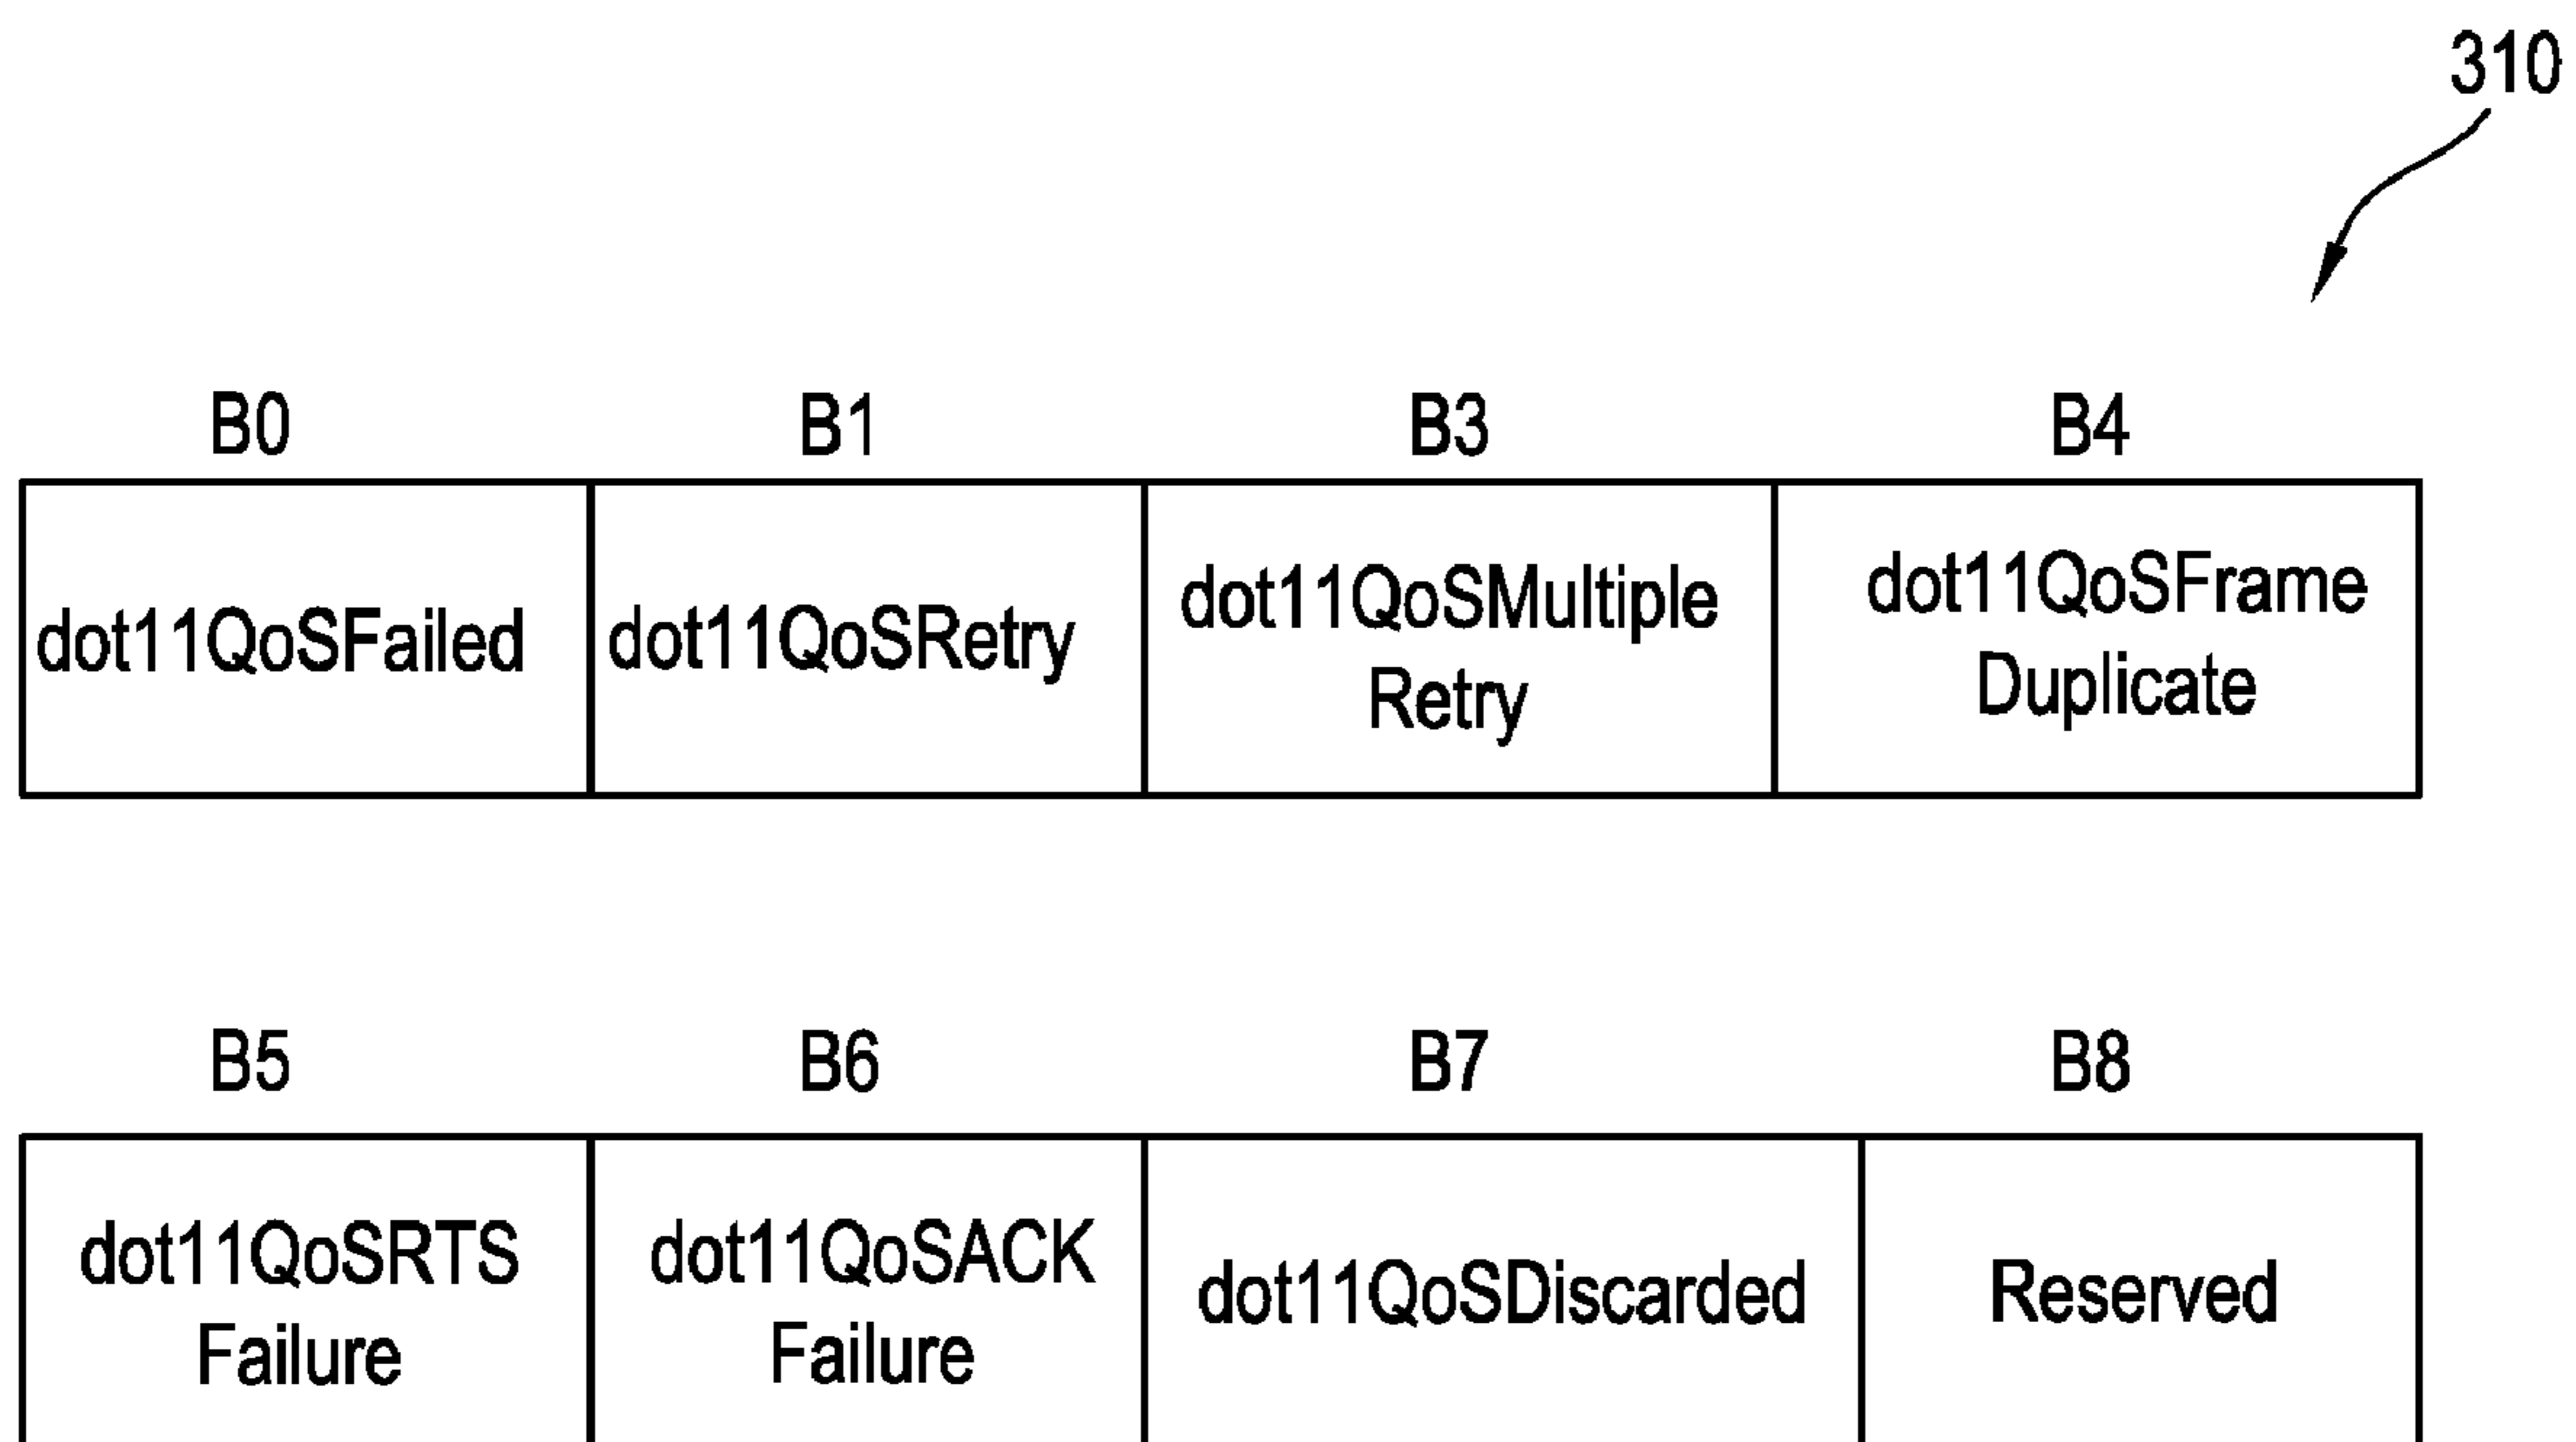 310
B0 B1 B3 B4
dot11QoSFailed dot11QoSRetry dot11QoSMultiple Retry dot11QoSFrame Duplicate
B5 B6 B7 B8
dot11QoSRTS Failure dot11QoSACK Failure dot11QoSDiscarded Reserved